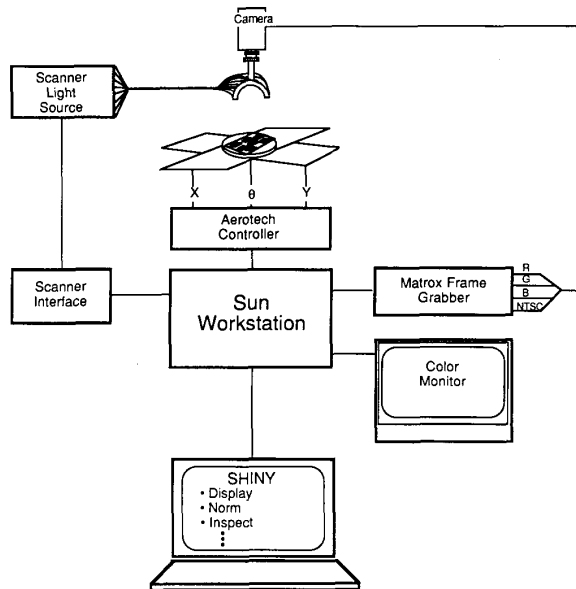 Camera
Scanner
Light
Source
X
θ
Y
Aerotech
Controller
Scanner
Interface
Sun
Workstation
Matrox Frame
Grabber
R
G
B
NTSC
Color
Monitor
SHINY
• Display
• Norm
• Inspect